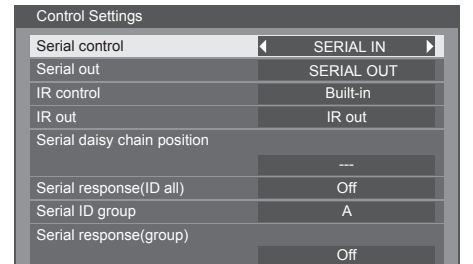 Control Settings
Serial control SERIAL IN
Serial out SERIAL OUT
IR control Built-in
IR out IR out
Serial daisy chain position
---
Serial response(ID all) Off
Serial ID group A
Serial response(group)
Off